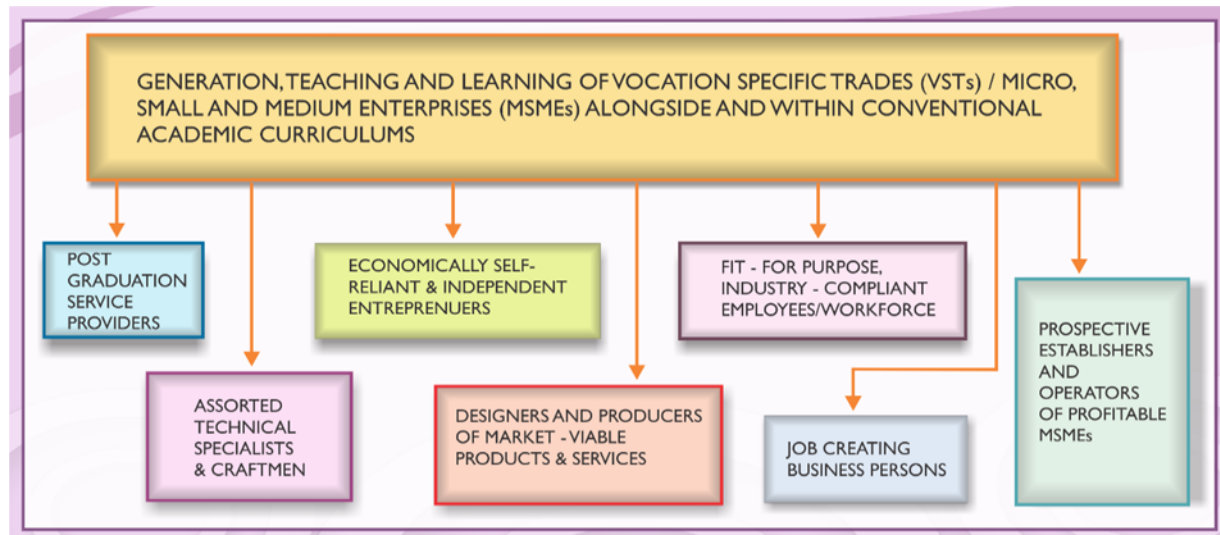 GENERATION, TEACHING AND LEARNING OF VOCATION SPECIFIC TRADES (VSTs) / MICRO,
SMALL AND MEDIUM ENTERPRISES (MSMEs) ALONGSIDE AND WITHIN CONVENTIONAL
ACADEMIC CURRICULUMS
POST
GRADUATION
SERVICE
PROVIDERS
ASSORTED
TECHNICAL
SPECIALISTS
& CRAFTMEN
ECONOMICALLY SELF-
RELIANT & INDEPENDENT
ENTREPRENUERS
DESIGNERS AND PRODUCERS
OF MARKET - VIABLE
PRODUCTS & SERVICES
FIT - FOR PURPOSE,
INDUSTRY - COMPLIANT
EMPLOYEES/WORKFORCE
JOB CREATING
BUSINESS PERSONS
PROSPECTIVE
ESTABLISHERS
AND
OPERATORS
OF PROFITABLE
MSMEs